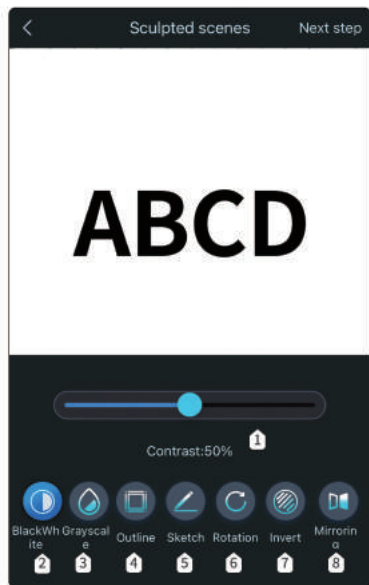 Sculpted scenes Next step
ABCD
1
Contrast:50%
BlackWh Grayscal Outline Sketch Rotation Invert Mirrorin
ite e g
2 3 4 5 6 7 8